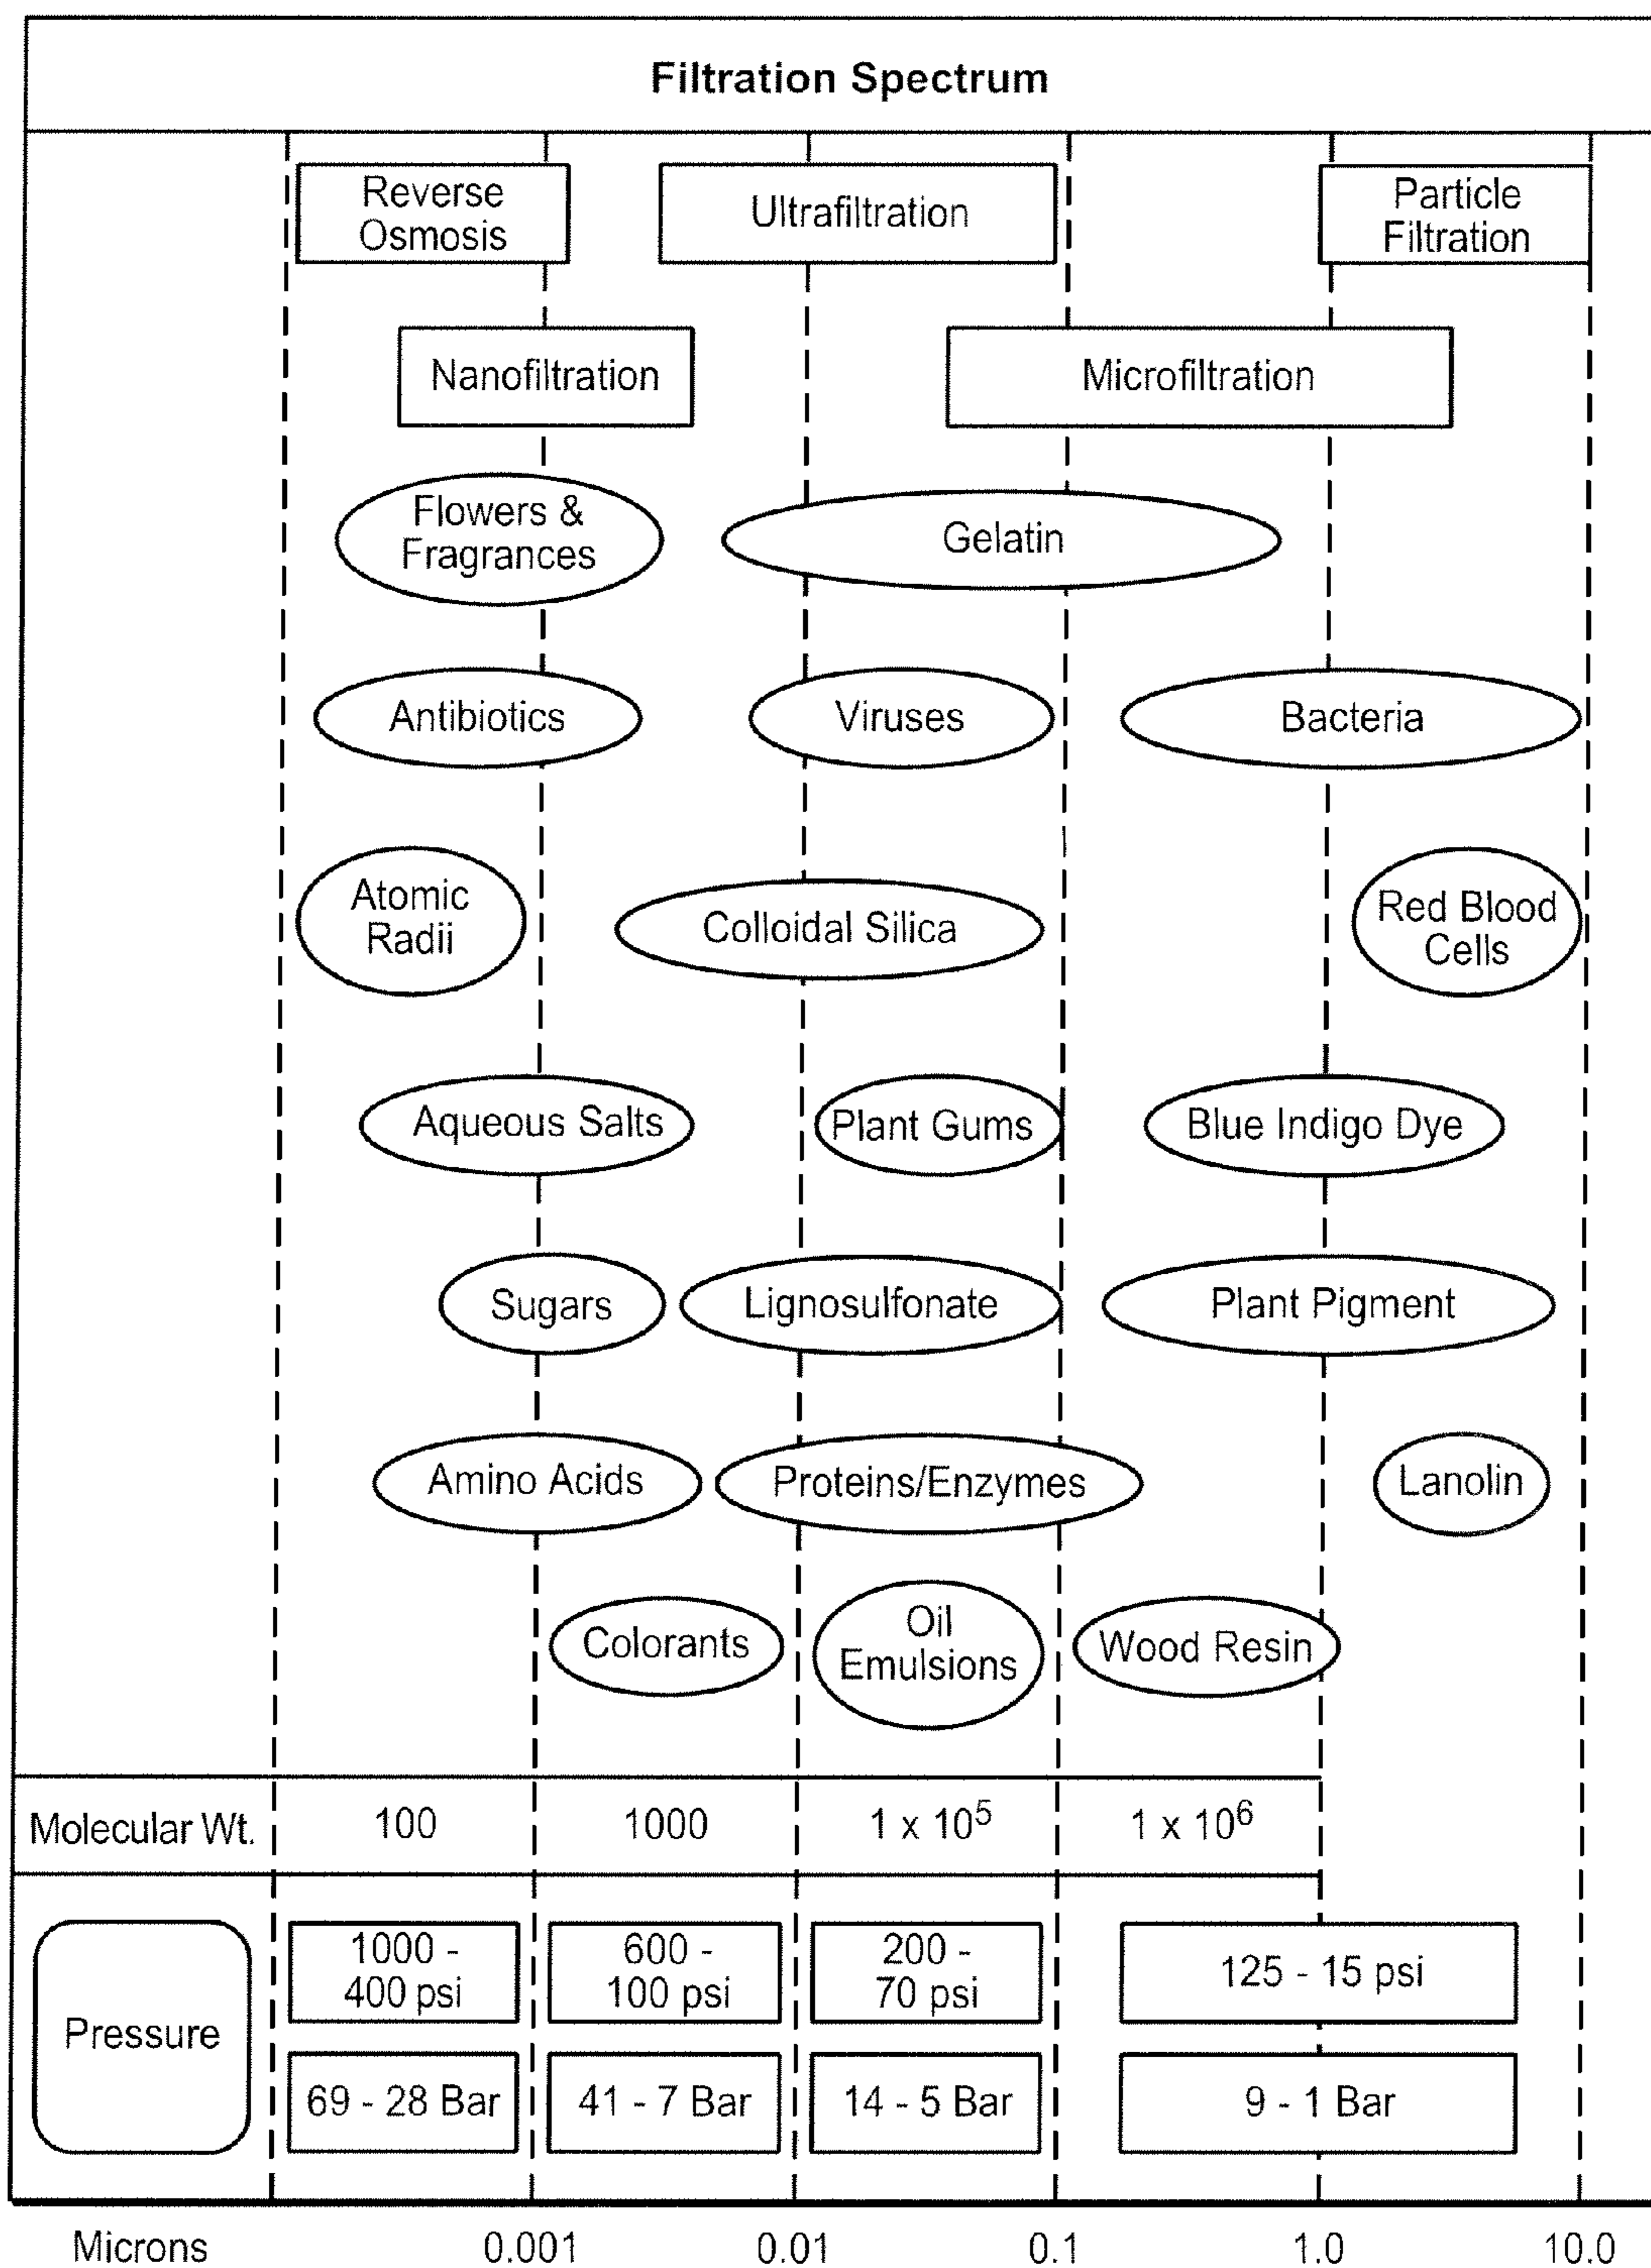 Filtration Spectrum
Reverse
Osmosis
Ultrafiltration
Particle
Filtration
Nanofiltration
Microfiltration
Flowers &
Fragrances
Gelatin
Antibiotics
Viruses
Bacteria
Atomic
Radii
Colloidal Silica
Red Blood
Cells
Aqueous Salts
Plant Gums
Blue Indigo Dye
Sugars
Lignosulfonate
Plant Pigment
Amino Acids
Proteins/Enzymes
Lanolin
Colorants
Oil
Emulsions
Wood Resin
Molecular Wt. 100 1000 1 x 10⁵ 1 x 10⁶
Pressure
1000 -
400 psi
600 -
100 psi
200 -
70 psi
125 - 15 psi
69 - 28 Bar
41 - 7 Bar
14 - 5 Bar
9 - 1 Bar
Microns 0.001 0.01 0.1 1.0 10.0